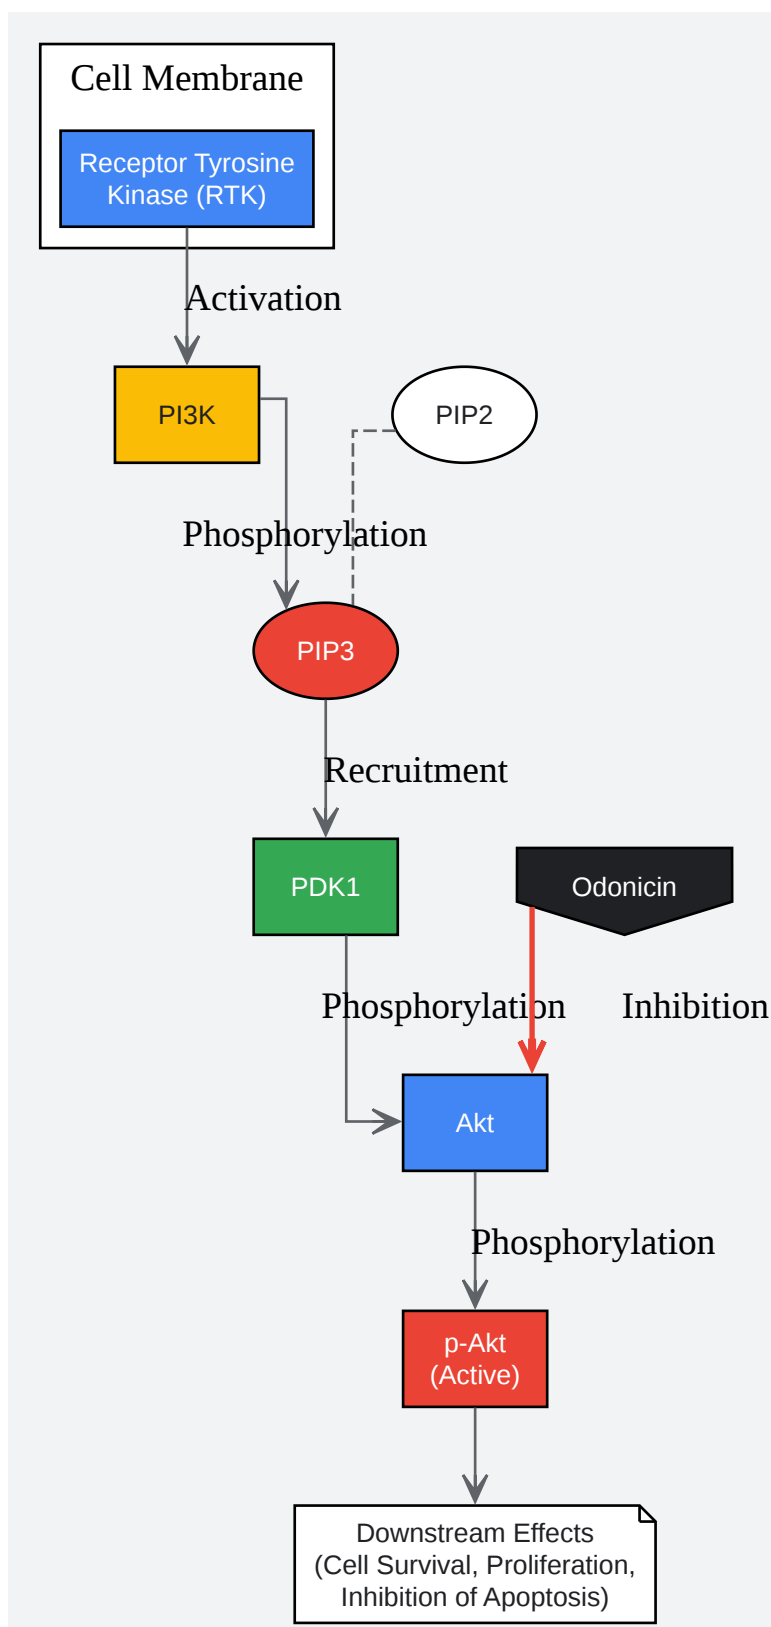 Cell Membrane
Receptor Tyrosine
Kinase (RTK)
Activation
PI3K
PIP2
Phosphorylation
PIP3
Recruitment
PDK1
Odonicin
Phosphorylation
Inhibition
Akt
Phosphorylation
p-Akt
(Active)
Downstream Effects
(Cell Survival, Proliferation,
Inhibition of Apoptosis)